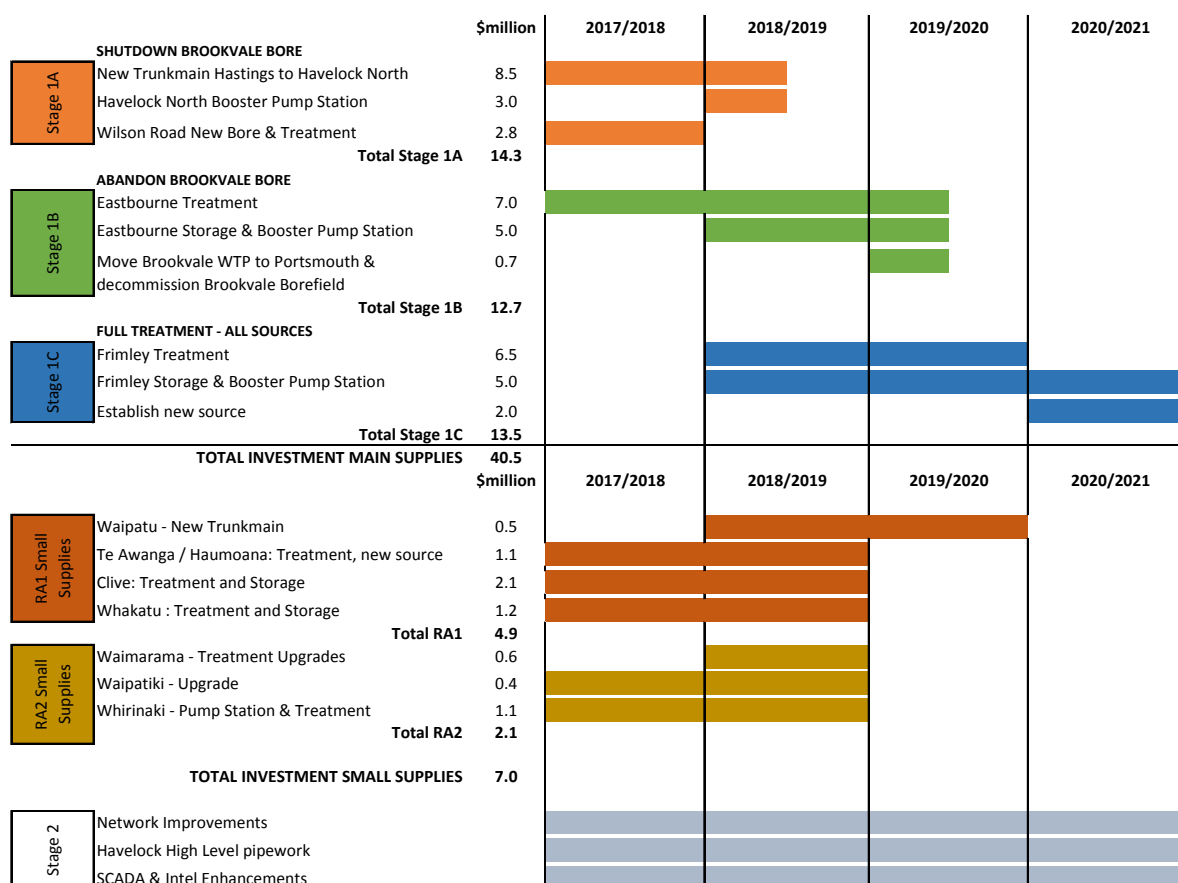 $million 2017/2018 2018/2019 2019/2020 2020/2021
SHUTDOWN BROOKVALE BORE
Stage 1A
New Trunkmain Hastings to Havelock North 8.5
Havelock North Booster Pump Station 3.0
Wilson Road New Bore & Treatment 2.8
Total Stage 1A 14.3
ABANDON BROOKVALE BORE
Stage 1B
Eastbourne Treatment 7.0
Eastbourne Storage & Booster Pump Station 5.0
Move Brookvale WTP to Portsmouth & 0.7
decommission Brookvale Borefield
Total Stage 1B 12.7
FULL TREATMENT - ALL SOURCES
Stage 1C
Frimley Treatment 6.5
Frimley Storage & Booster Pump Station 5.0
Establish new source 2.0
Total Stage 1C 13.5
TOTAL INVESTMENT MAIN SUPPLIES 40.5
$million 2017/2018 2018/2019 2019/2020 2020/2021
RA1 Small
Supplies
Waipatu - New Trunkmain 0.5
Te Awanga / Haumoana: Treatment, new source 1.1
Clive: Treatment and Storage 2.1
Whakatu : Treatment and Storage 1.2
Total RA1 4.9
RA2 Small
Supplies
Waimarama - Treatment Upgrades 0.6
Waipatiki - Upgrade 0.4
Whirinaki - Pump Station & Treatment 1.1
Total RA2 2.1
TOTAL INVESTMENT SMALL SUPPLIES 7.0
Stage 2
Network Improvements
Havelock High Level pipework
SCADA & Intel Enhancements